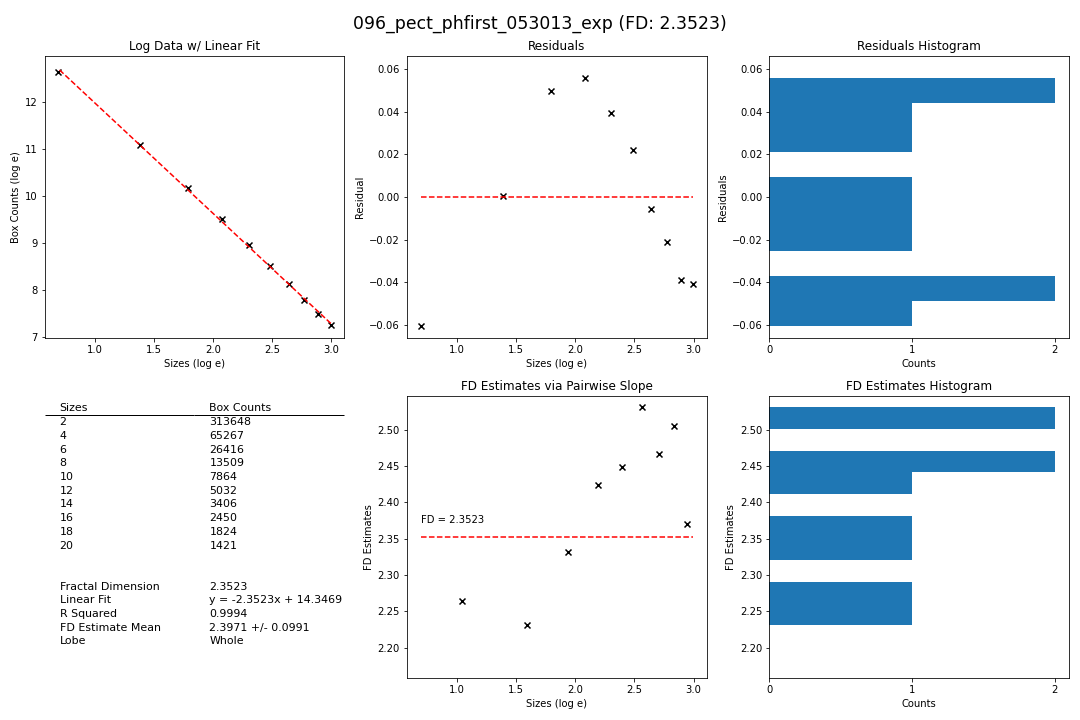 096_pect_phfirst_053013_exp (FD: 2.3523)
Log Data w/ Linear Fit
12
11
10
9
8
7
1.0 1.5 2.0 2.5 3.0
Box Counts (log e)
Sizes (log e)
Residuals
0.06
0.04
0.02
0.00
−0.02
−0.04
−0.06
1.0 1.5 2.0 2.5 3.0
Residual
Sizes (log e)
Residuals Histogram
0.06
0.04
0.02
0.00
−0.02
−0.04
−0.06
0 1 2
Residuals
Counts
Sizes Box Counts
2 313648
4 65267
6 26416
8 13509
10 7864
12 5032
14 3406
16 2450
18 1824
20 1421
Fractal Dimension 2.3523
Linear Fit y = -2.3523x + 14.3469
R Squared 0.9994
FD Estimate Mean 2.3971 +/- 0.0991
Lobe Whole
FD Estimates via Pairwise Slope
2.50
2.45
2.40
2.35
2.30
2.25
2.20
FD = 2.3523
1.0 1.5 2.0 2.5 3.0
FD Estimates
Sizes (log e)
FD Estimates Histogram
2.50
2.45
2.40
2.35
2.30
2.25
2.20
0 1 2
FD Estimates
Counts